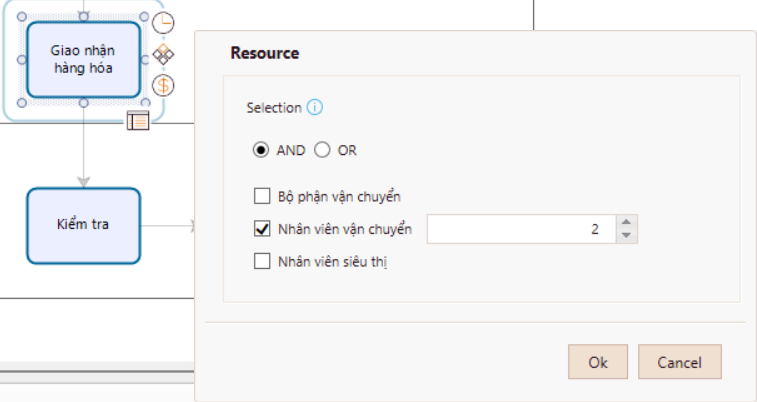 Giao nhận
hàng hóa
$
Resource
Selection i
AND OR
Bộ phận vận chuyển
Kiểm tra
Nhân viên vận chuyển 2
Nhân viên siêu thị
Ok Cancel